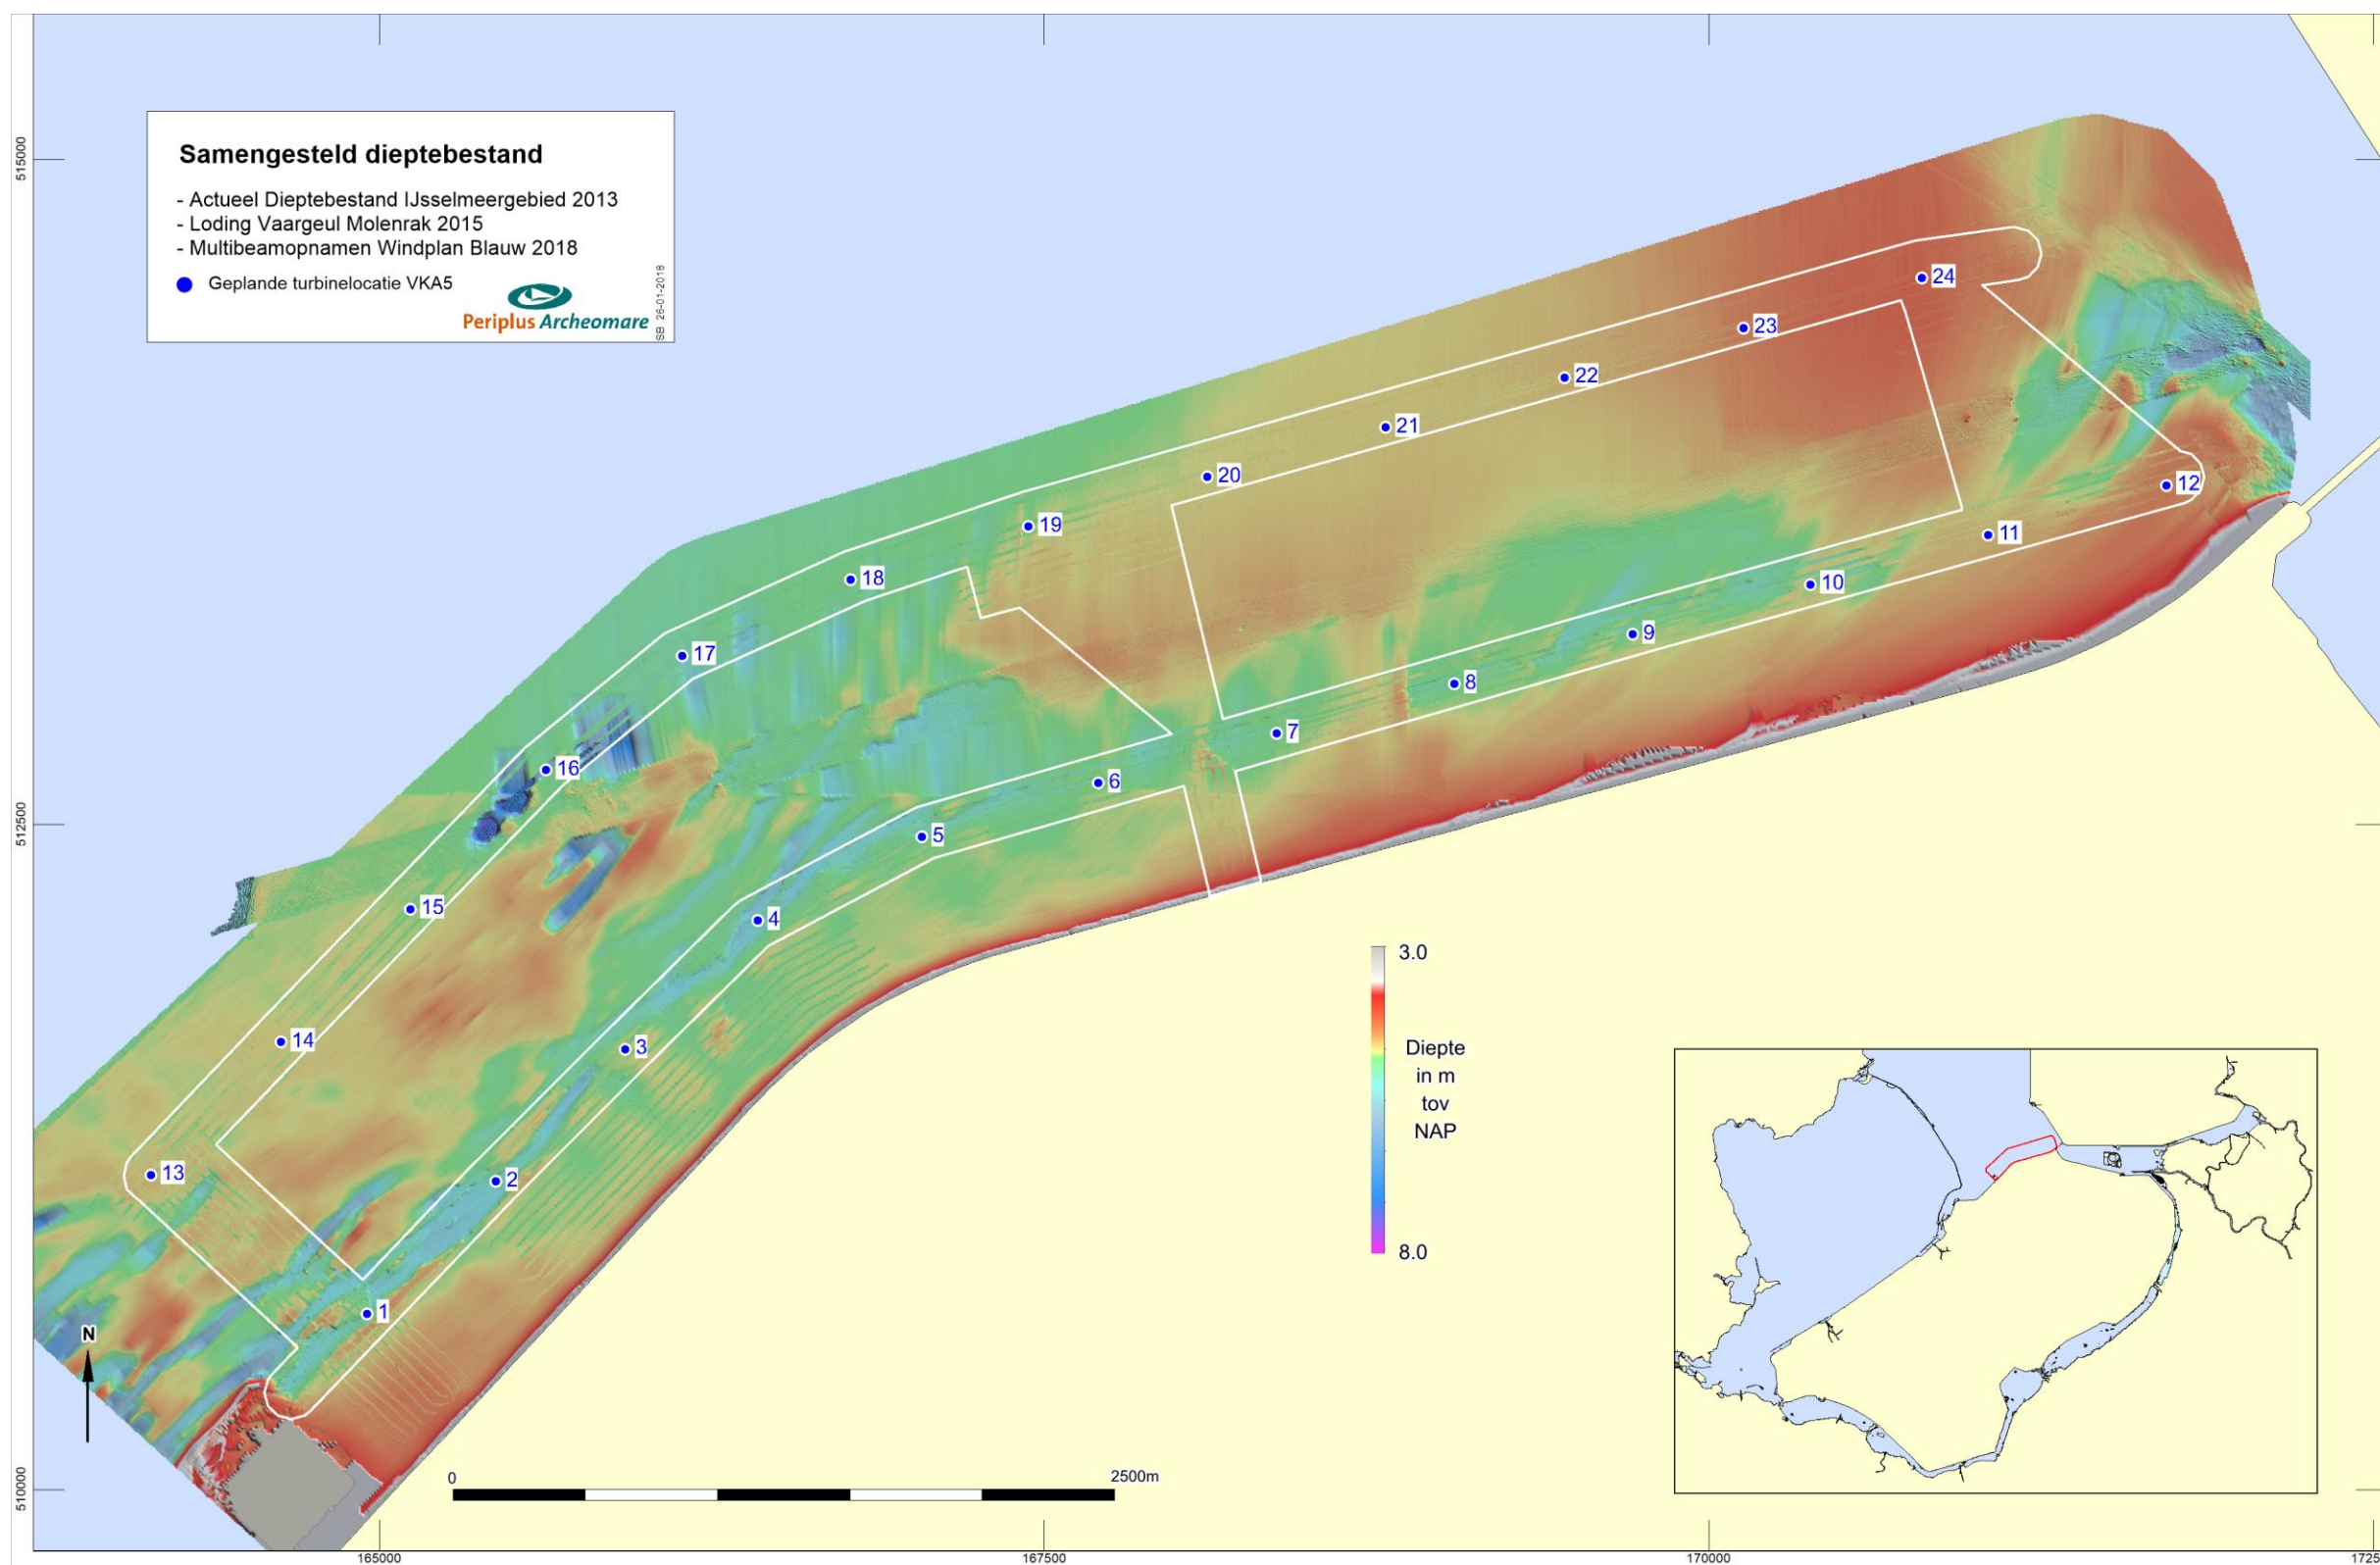 Samengesteld dieptebestand
- Actueel Dieptebestand IJsselmeergebied 2013
- Loding Vaargeul Molenrak 2015
- Multibeamopnamen Windplan Blauw 2018
Geplande turbinelocatie VKA5
Periplus Archeomare
SSB 26-01-2018
515000
512500
510000
24
23
22
21
20
19
18
17
16
15
14
13
12
11
10
9
8
7
6
5
4
3
2
1
3.0
Diepte
in m
tov
NAP
8.0
N
0
2500m
165000
167500
170000